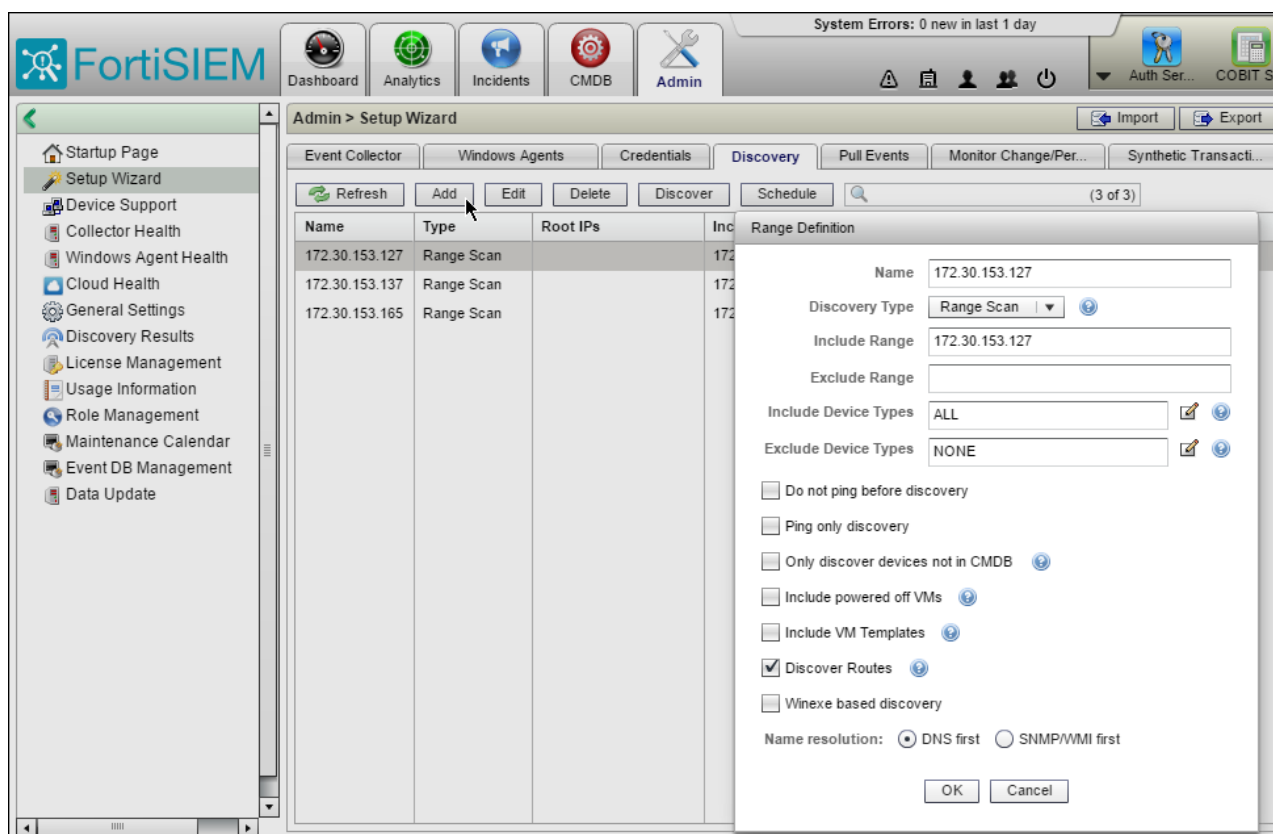 System Errors: 0 new in last 1 day
FortiSIEM
Dashboard
Analytics
Incidents
CMDB
Admin
Auth Ser...
COBIT S
Startup Page
Setup Wizard
Device Support
Collector Health
Windows Agent Health
Cloud Health
General Settings
Discovery Results
License Management
Usage Information
Role Management
Maintenance Calendar
Event DB Management
Data Update
Admin > Setup Wizard
Import
Export
Event Collector
Windows Agents
Credentials
Discovery
Pull Events
Monitor Change/Per...
Synthetic Transacti...
Refresh
Add
Edit
Delete
Discover
Schedule
(3 of 3)
Name Type Root IPs Inc
172.30.153.127 Range Scan 172
172.30.153.137 Range Scan 172
172.30.153.165 Range Scan 172
Range Definition
Name 172.30.153.127
Discovery Type Range Scan
Include Range 172.30.153.127
Exclude Range
Include Device Types ALL
Exclude Device Types NONE
Do not ping before discovery
Ping only discovery
Only discover devices not in CMDB
Include powered off VMs
Include VM Templates
Discover Routes
Winexe based discovery
Name resolution: DNS first SNMP/WMI first
OK Cancel